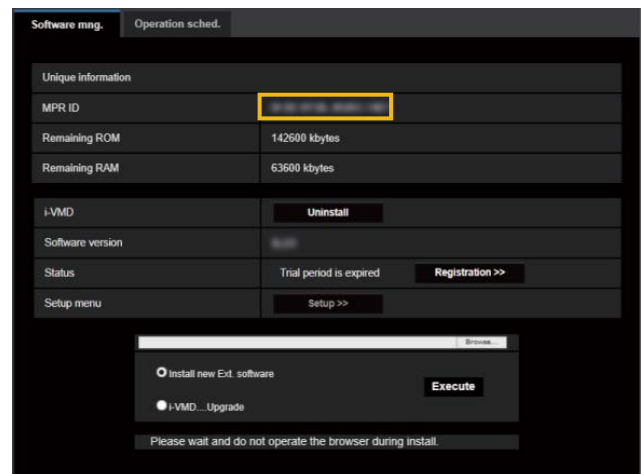 Software mng. Operation sched.
Unique information
MPR ID
Remaining ROM 142600 kbytes
Remaining RAM 63600 kbytes
i-VMD Uninstall
Software version
Status Trial period is expired Registration >>
Setup menu Setup >>
Browse...
Install new Ext. software
Execute
i-VMD....Upgrade
Please wait and do not operate the browser during install.